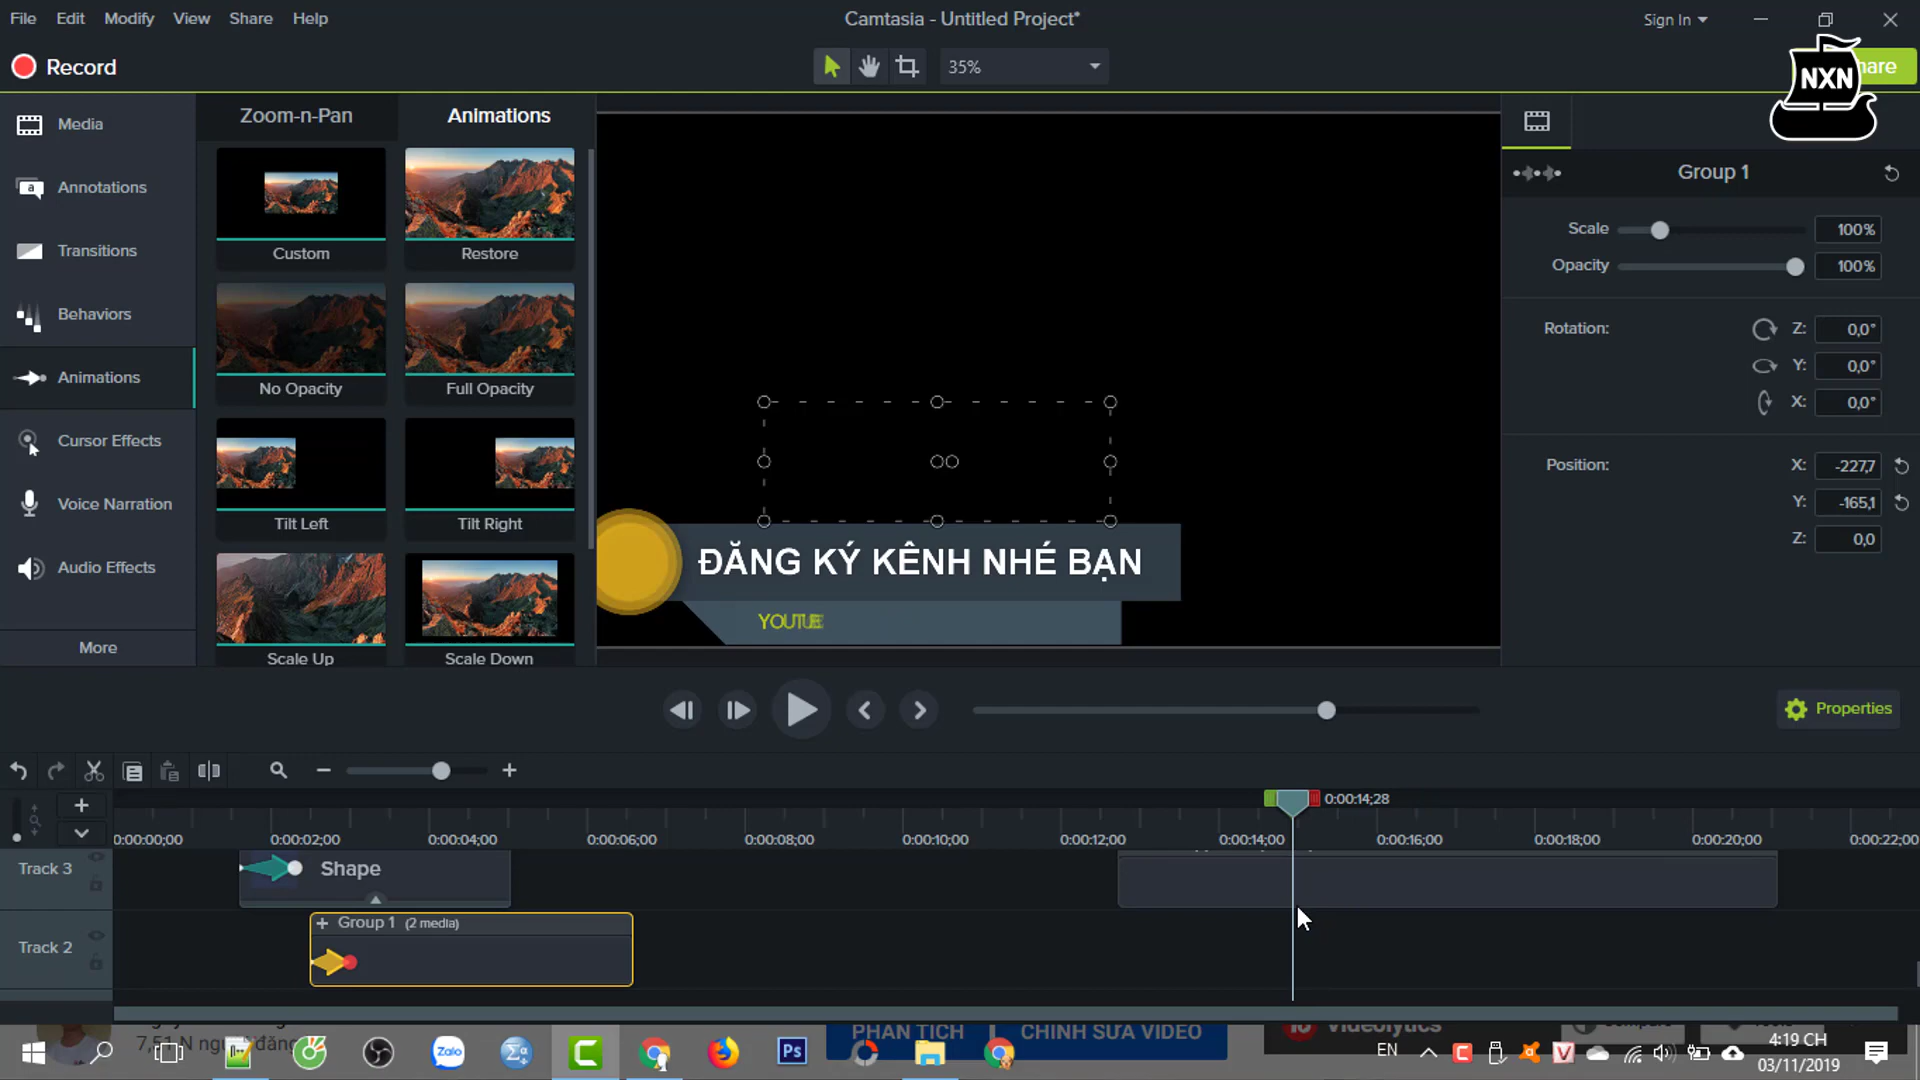 File Edit Modify View Share Help
Camtasia - Untitled Project*
Sign In
Record
35%
NXN
hare
Zoom-n-Pan
Animations
Media
Annotations
Transitions
Behaviors
Animations
Cursor Effects
Voice Narration
Audio Effects
More
Custom
Restore
No Opacity
Full Opacity
Tilt Left
Tilt Right
Scale Up
Scale Down
ĐĂNG KÝ KÊNH NHÉ BẠN
Group 1
Scale 100%
Opacity 100%
Rotation: Z: 0,0°
Y: 0,0°
X: 0,0°
Position: X: -227,7
Y: -165,1
Z: 0,0
Properties
0:00:14;28
0:00:00;00 0:00:02;00 0:00:04;00 0:00:06;00 0:00:08;00 0:00:10;00 0:00:12;00 0:00:14;00 0:00:16;00 0:00:18;00 0:00:20;00 0:00:22;00
Track 3
Shape
Track 2
+ Group 1 (2 media)
PHÂN TÍCH
CHỈNH SỬA VIDEO
Zalo
Ps
EN
4:19 CH
03/11/2019